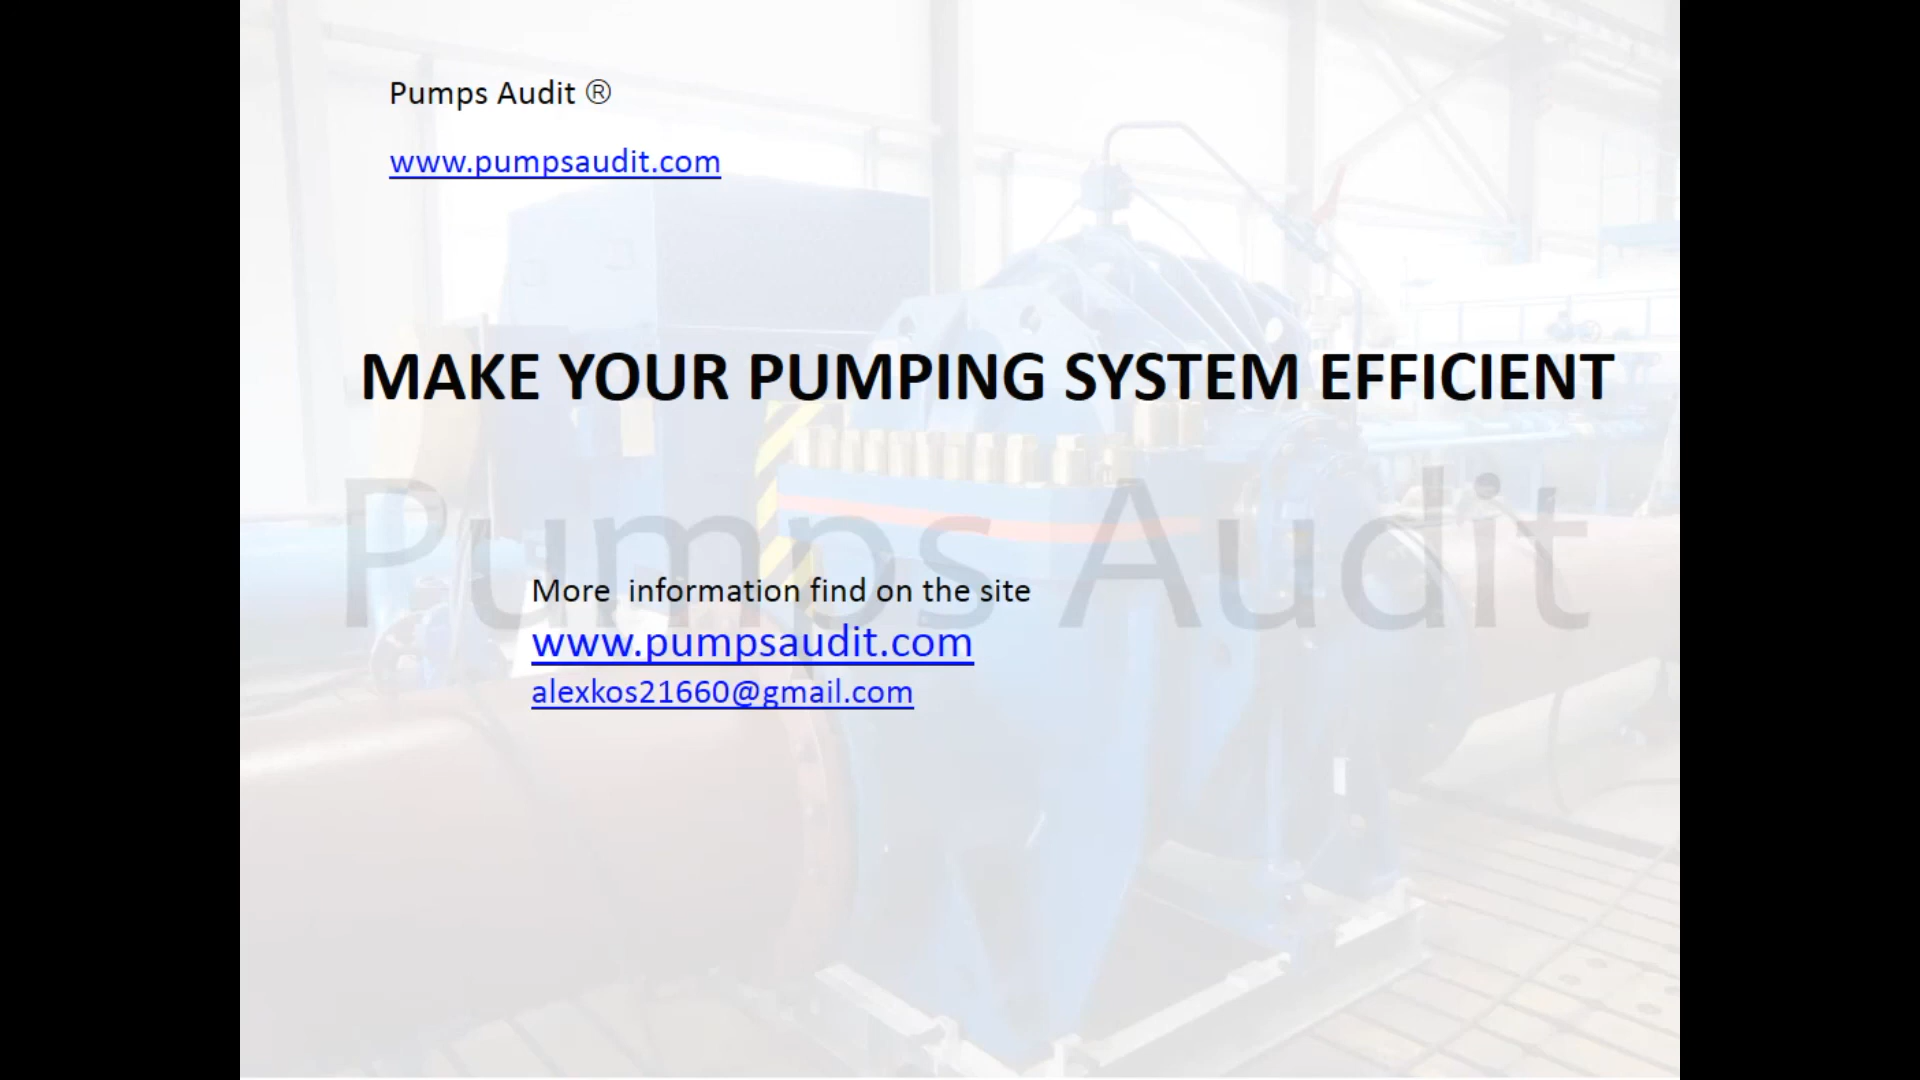 Pumps Audit ®
www.pumpsaudit.com
MAKE YOUR PUMPING SYSTEM EFFICIENT
Pumps Audit
More  information find on the site
www.pumpsaudit.com
alexkos21660@gmail.com